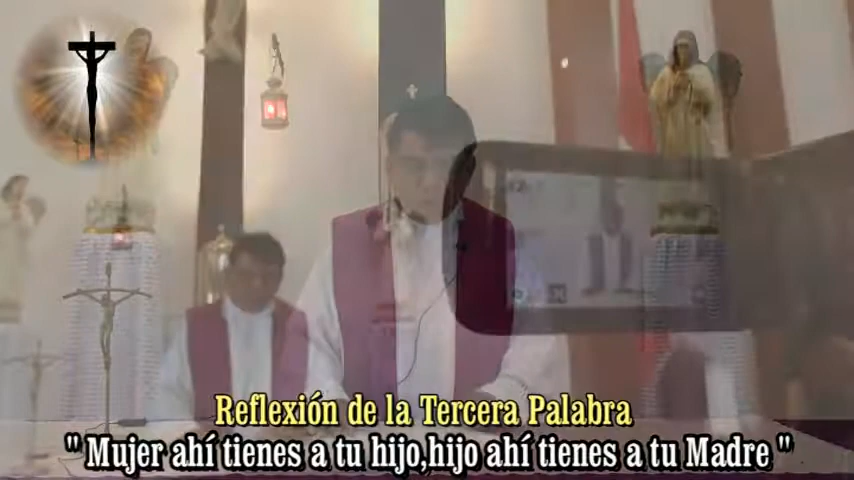 Reflexión de la Tercera Palabra
" Mujer ahí tienes a tu hijo,hijo ahí tienes a tu Madre "